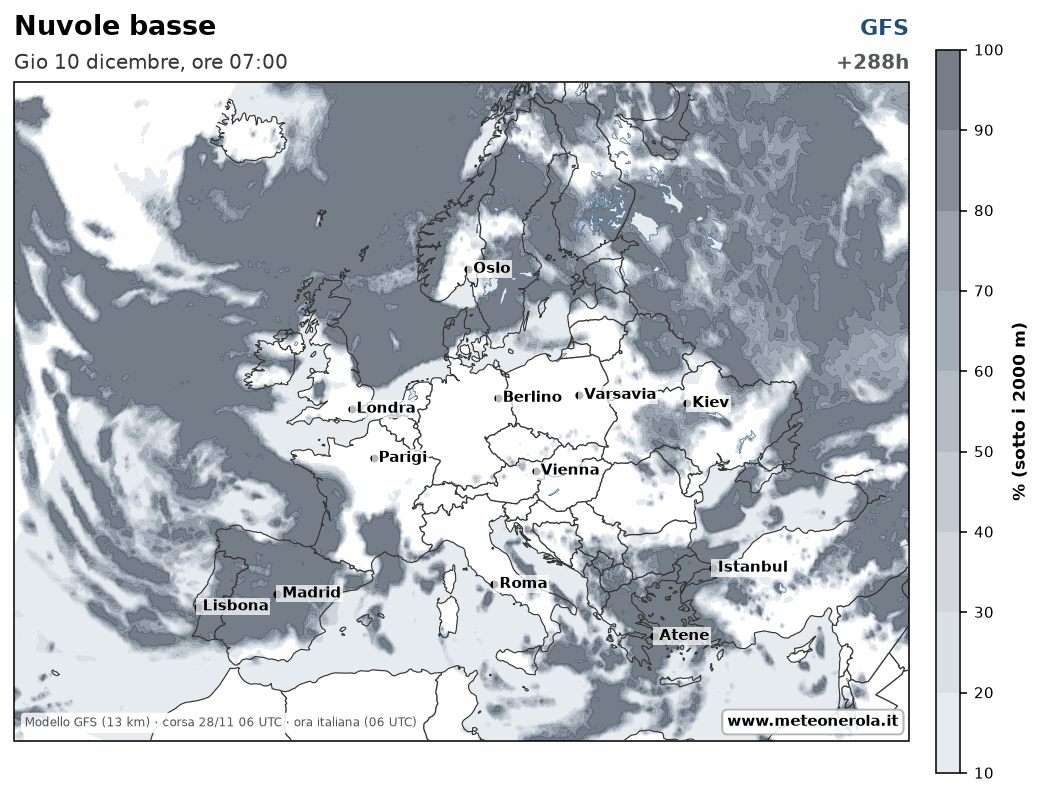 Nuvole basse
GFS
Gio 10 dicembre, ore 07:00
+288h
Oslo
Londra
Berlino
Varsavia
Kiev
Parigi
Vienna
Istanbul
Roma
Madrid
Lisbona
Atene
Modello GFS (13 km) · corsa 28/11 06 UTC · ora italiana (06 UTC)
www.meteonerola.it
100
90
80
70
60
50
40
30
20
10
% (sotto i 2000 m)